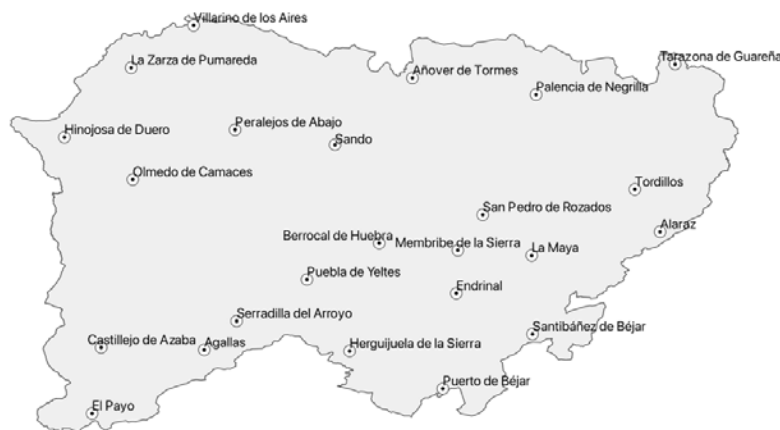 Villarino de los Aires
La Zarza de Pumareda
Tarazona de Guareña
Añover de Tormes
Palencia de Negrilla
Hinojosa de Duero
Peralejos de Abajo
Sando
Olmedo de Camaces
Tordillos
San Pedro de Rozados
Alaraz
Berrocal de Huebra
Membribe de la Sierra
La Maya
Puebla de Yeltes
Endrinal
Serradilla del Arroyo
Santibáñez de Béjar
Castillejo de Azaba
Agallas
Herguijuela de la Sierra
Puerto de Béjar
El Payo